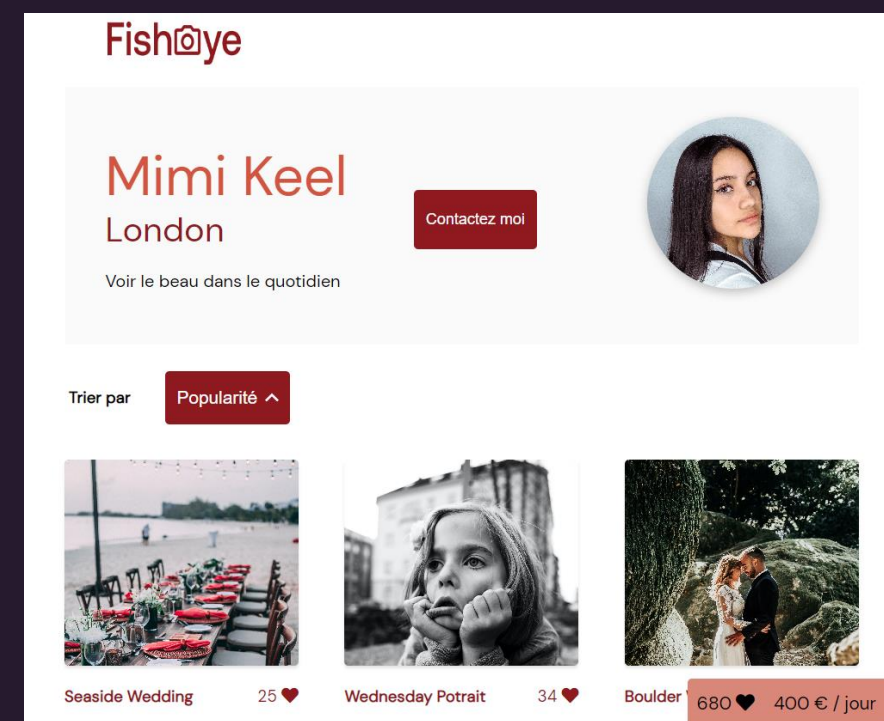 Fisheye
Mimi Keel
London
Voir le beau dans le quotidien
Contactez moi
Trier par
Popularité
Seaside Wedding 25
Wednesday Potrait 34
Boulder
680 400 € / jour